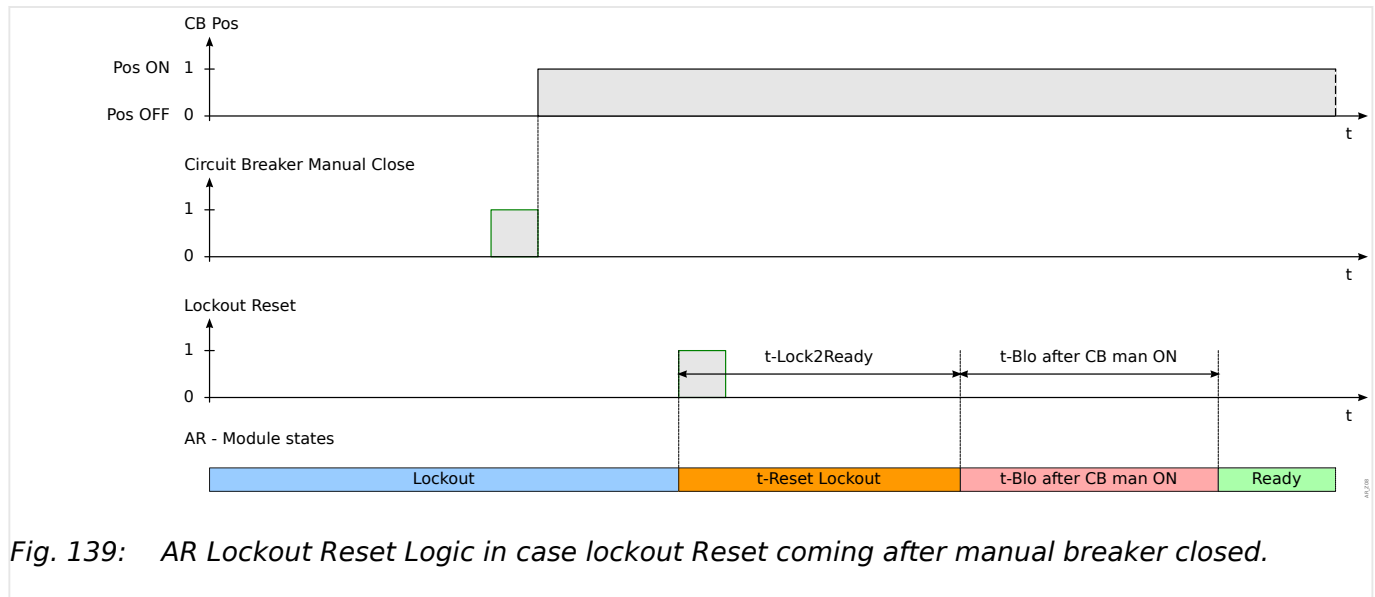 CB Pos
Pos ON 1
Pos OFF 0
t
Circuit Breaker Manual Close
1
0
t
Lockout Reset
1
t-Lock2Ready t-Blo after CB man ON
0
t
AR - Module states
Lockout t-Reset Lockout t-Blo after CB man ON Ready
Fig. 139: AR Lockout Reset Logic in case lockout Reset coming after manual breaker closed.